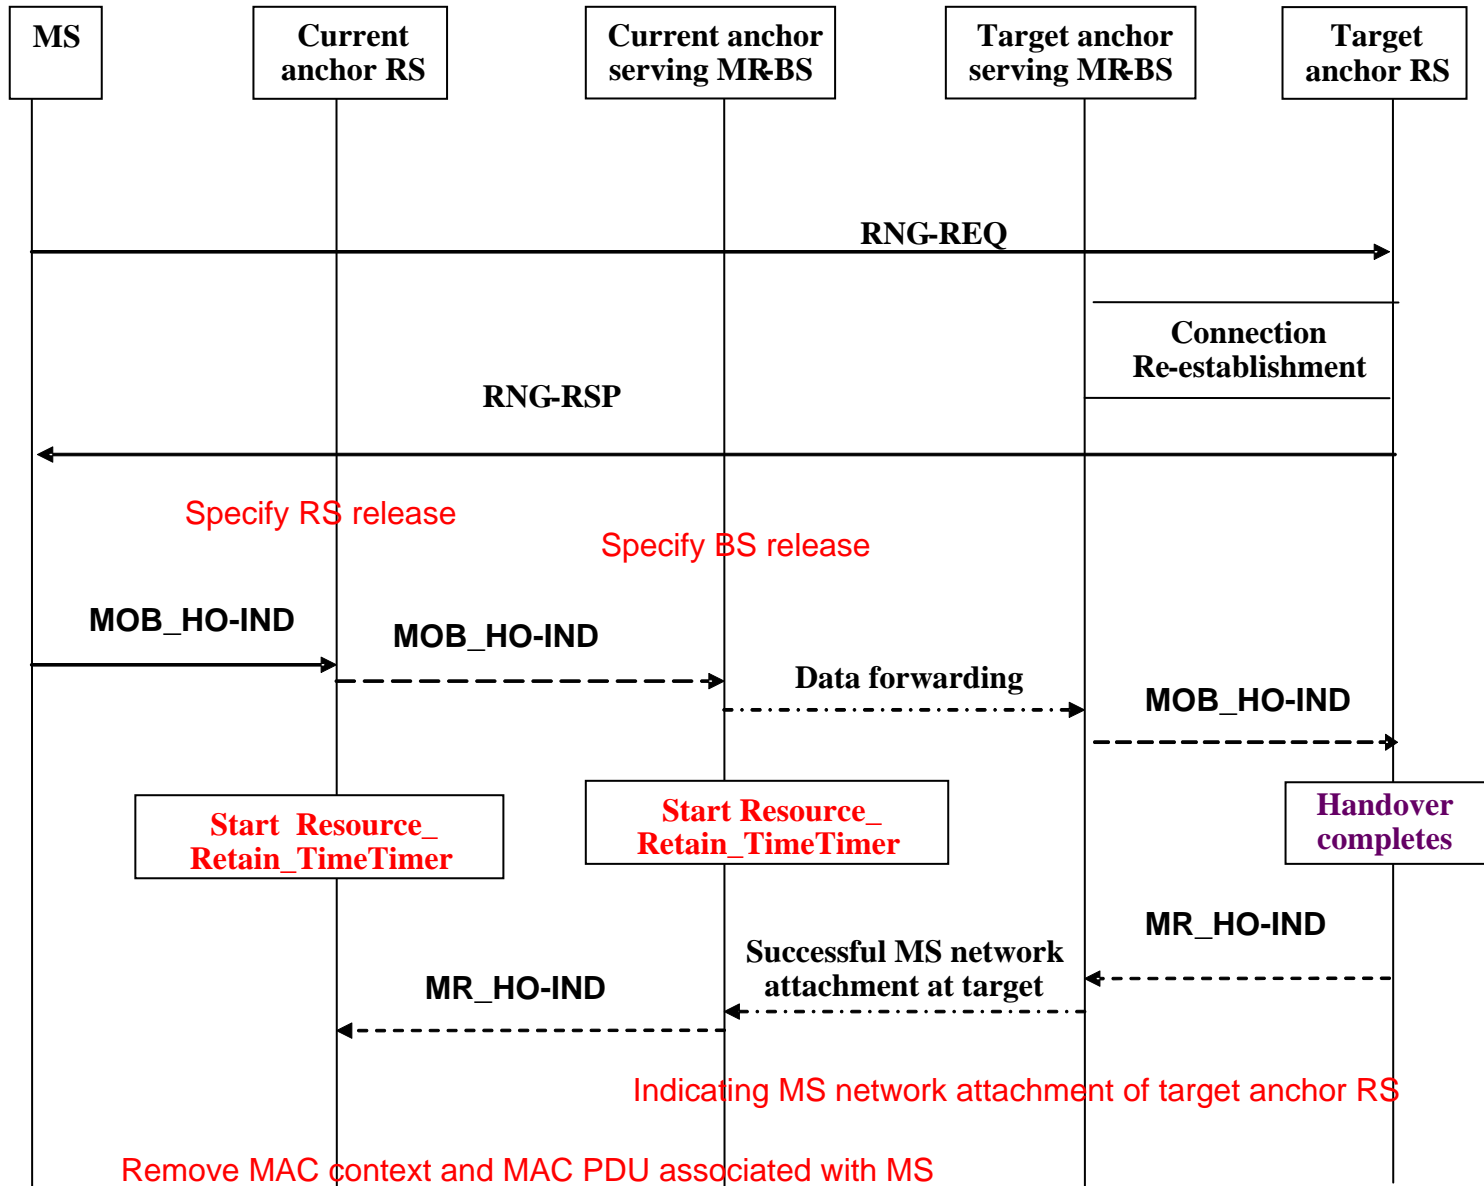 MS
Current
anchor RS
Current anchor
serving MR-BS
Target anchor
serving MR-BS
Target
anchor RS
RNG-REQ
Connection
Re-establishment
RNG-RSP
Specify RS release
Specify BS release
MOB_HO-IND
MOB_HO-IND
Data forwarding
MOB_HO-IND
Start Resource_
Retain_TimeTimer
Start Resource_
Retain_TimeTimer
Handover
completes
MR_HO-IND
Successful MS network
attachment at target
MR_HO-IND
Indicating MS network attachment of target anchor RS
Remove MAC context and MAC PDU associated with MS